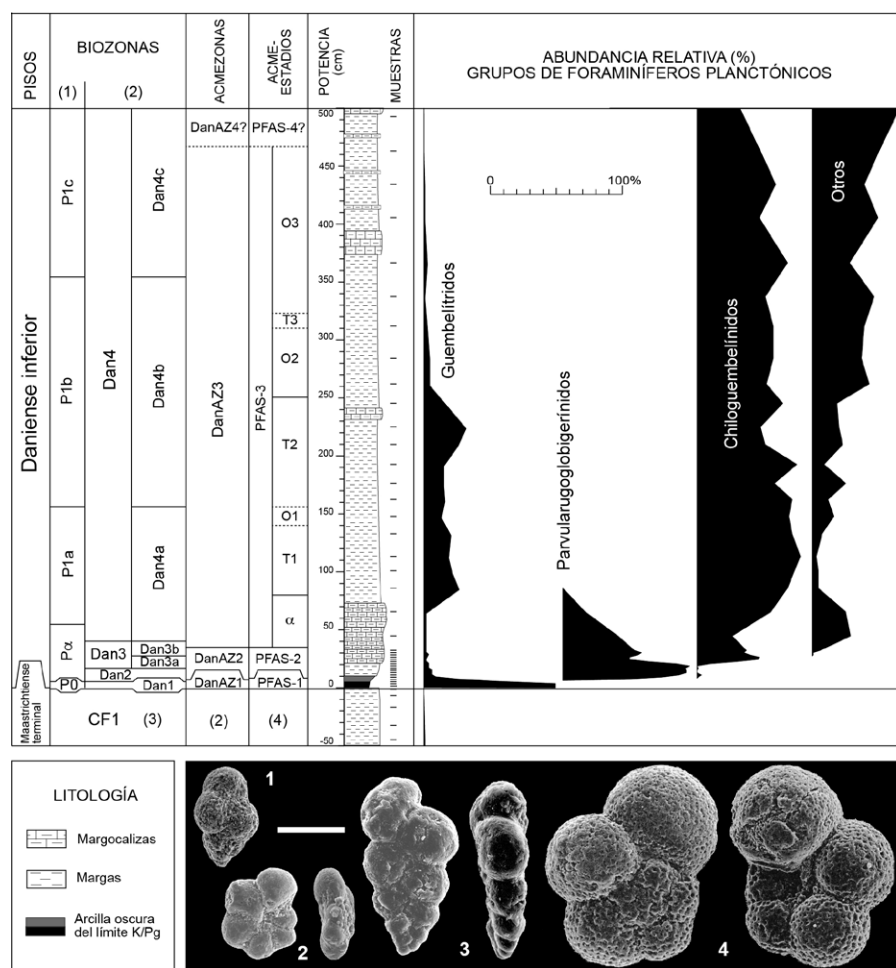 PISOS
BIOZONAS
(1) (2)
ACMEZONAS
ACME-
ESTADIOS
POTENCIA
(cm)
MUESTRAS
ABUNDANCIA RELATIVA (%)
GRUPOS DE FORAMINÍFEROS PLANCTÓNICOS
Daniense inferior
Maastrichtiense
terminal
P1c
P1b
P1a
Pα
P0
Dan4
Dan3
Dan2
Dan4c
Dan4b
Dan4a
Dan3b
Dan3a
Dan1
CF1 (3)
DanAZ4?
DanAZ3
DanAZ2
DanAZ1
(2)
PFAS-4?
PFAS-3
O3
T3
O2
T2
O1
T1
α
PFAS-2
PFAS-1
(4)
500
450
400
350
300
250
200
150
100
50
0
-50
0 100%
Guembelítridos
Parvularugoglobigerínidos
Chiloguembelínidos
Otros
LITOLOGÍA
Margocalizas
Margas
Arcilla oscura
del límite K/Pg
1
2
3
4